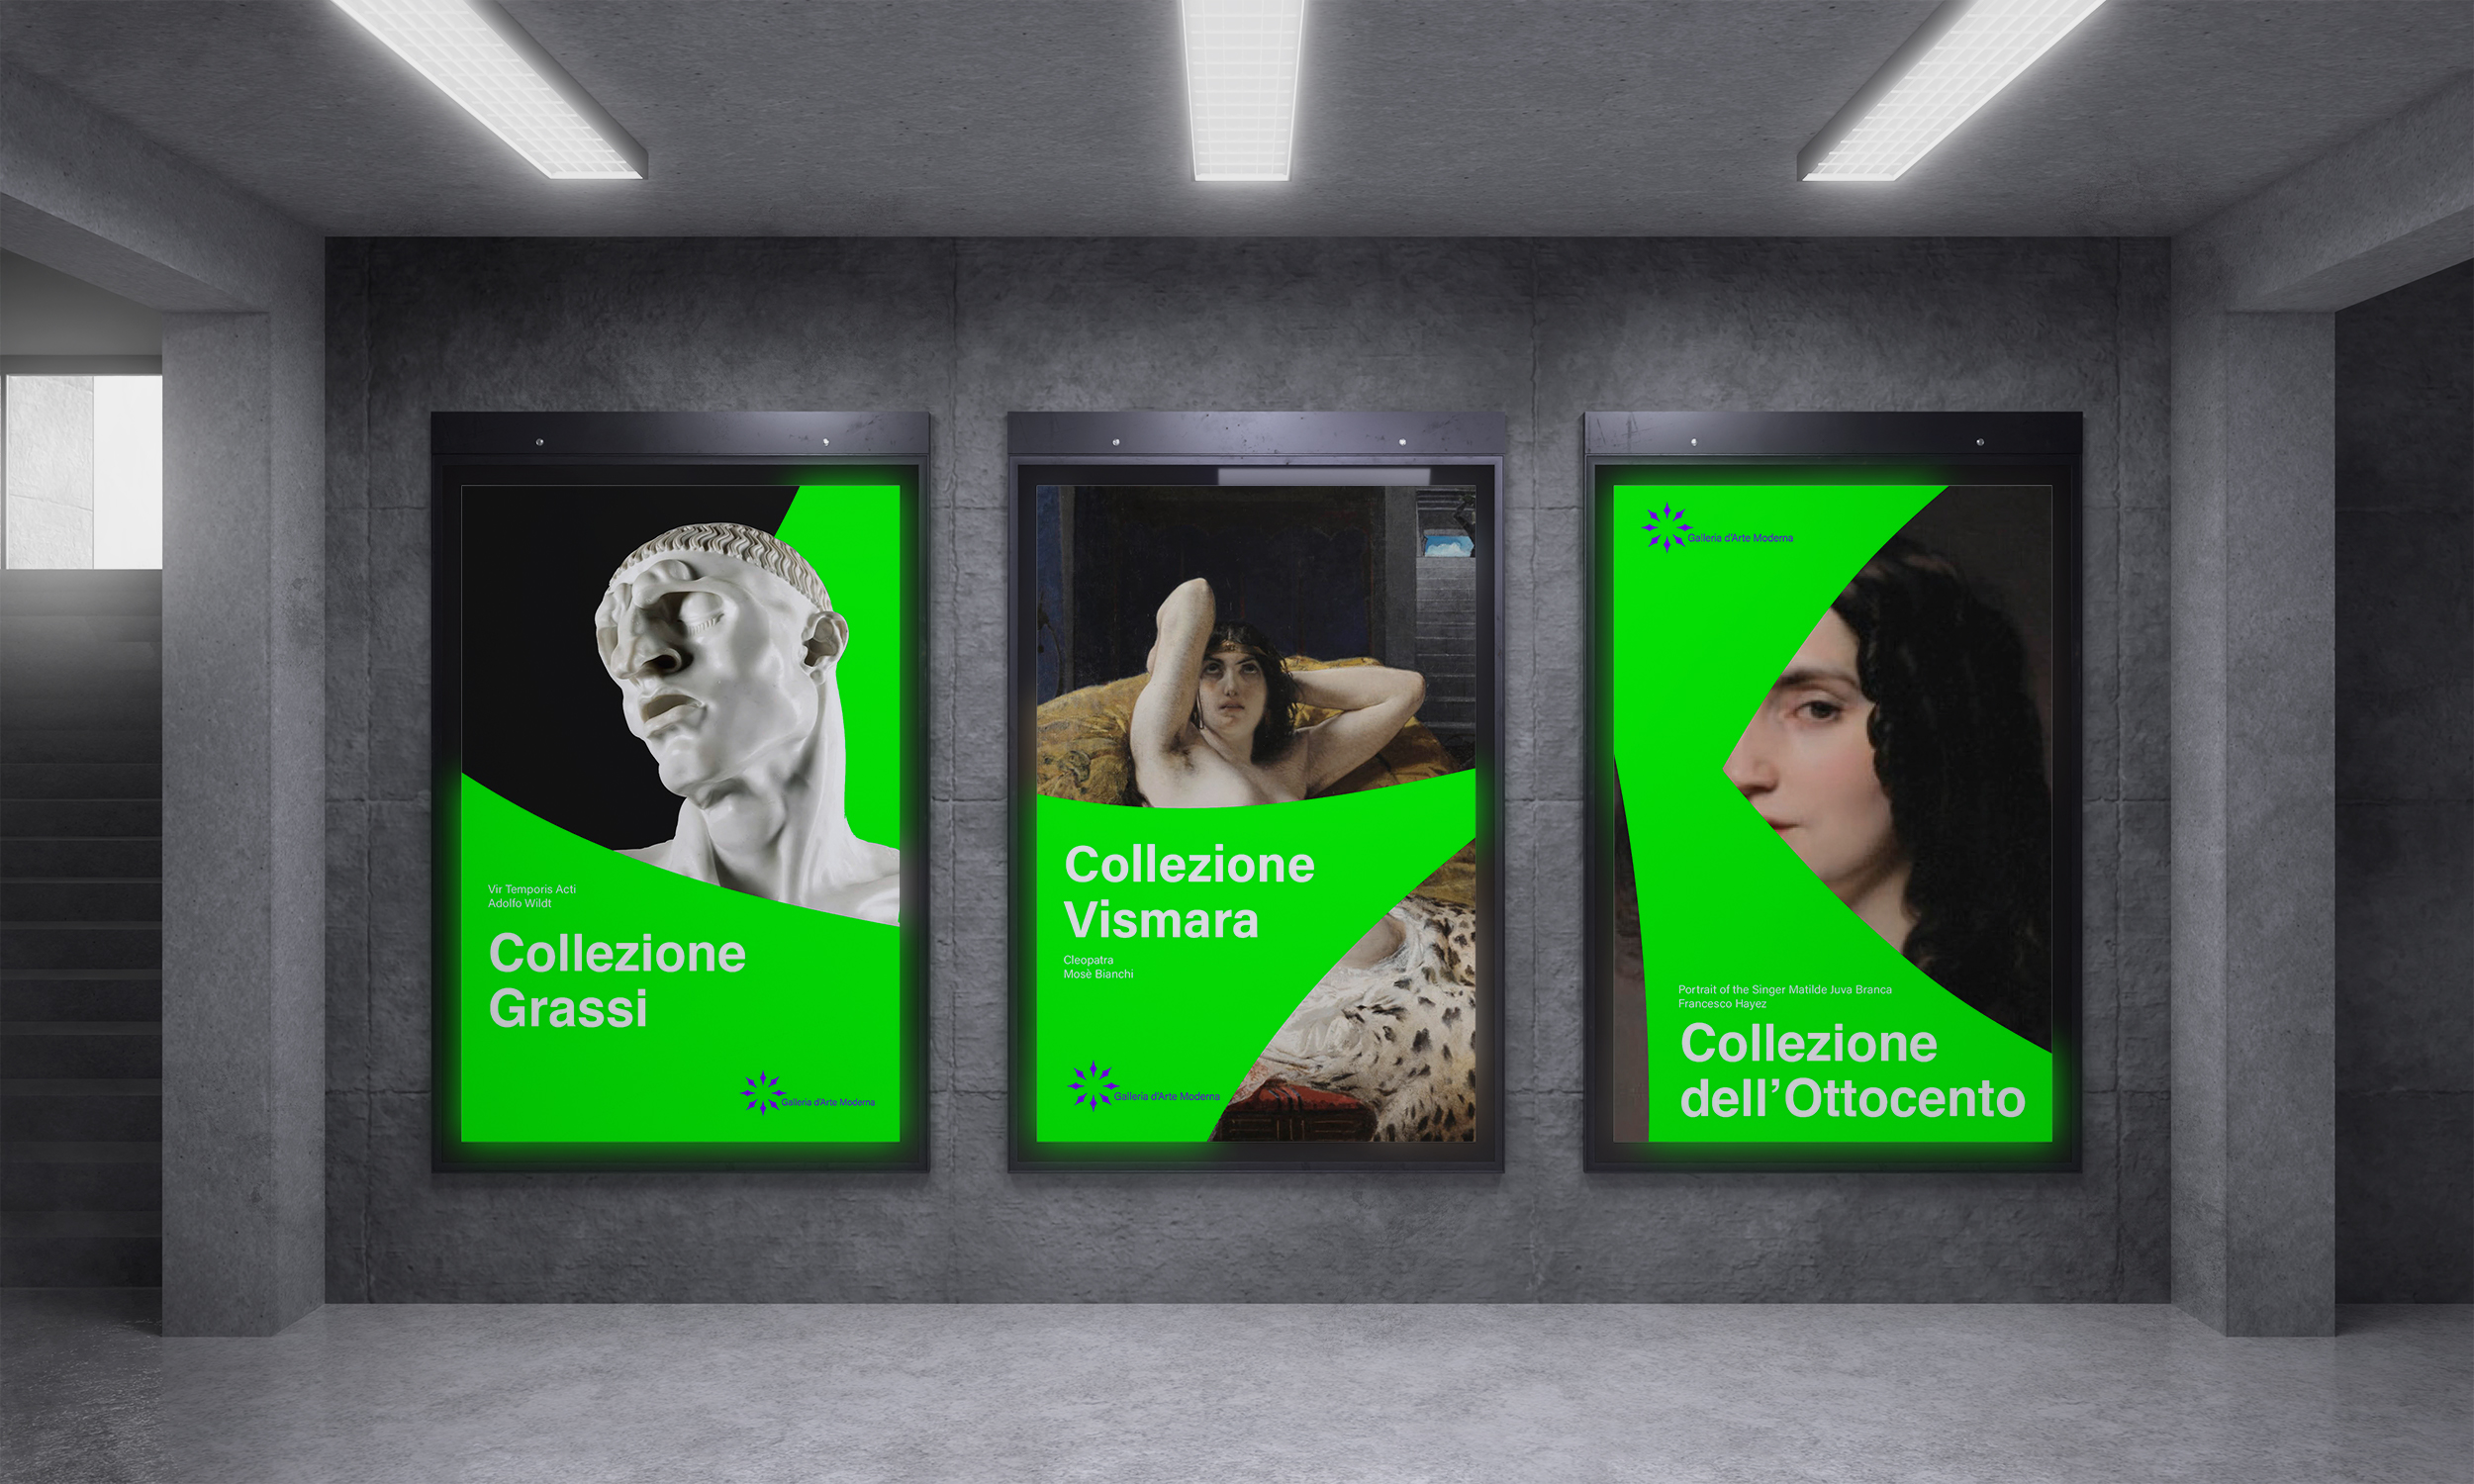 Vir Temporis Acti
Adolfo Wildt
Collezione
Grassi
Galleria d'Arte Moderna
Collezione
Vismara
Cleopatra
Mosè Bianchi
Galleria d'Arte Moderna
Galleria d'Arte Moderna
Portrait of the Singer Matilde Juva Branca
Francesco Hayez
Collezione
dell’Ottocento